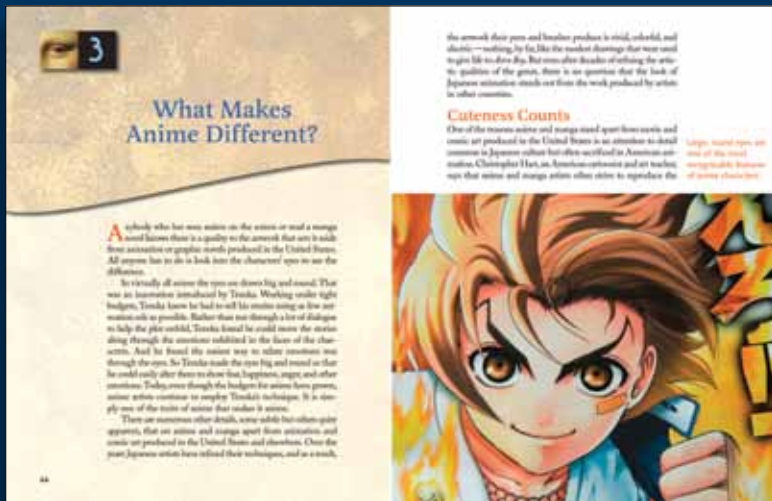 3
What Makes
Anime Different?
Anybody who has seen anime on the screen or read a manga
novel knows there is a quality to the artwork that sets it aside
from animation or graphic novels produced in the United States.
All anyone has to do is look into the characters' eyes to see the
difference.
In virtually all anime the eyes are drawn big and round. That
was an innovation introduced by Tezuka. Working under tight
budgets, Tezuka knew he had to tell his stories using as few
as possible. Rather than run through a lot of dialogue
to help the plot unfold, Tezuka found he could move the stories
along through the emotions exhibited in the faces of the char-
acters. And he found the easiest way to relate emotions was
through the eyes. So Tezuka made the eyes big and round so that
he could easily alter them to show fear, happiness, anger, and other
emotions. Today, even though the budgets for anime have grown,
anime artists continue to employ Tezuka's technique. It is sim-
ply one of the traits of anime that makes it anime.
There are numerous other details, some subtle but others quite
apparent, that set anime and manga apart from animation and
comic art produced in the United States and elsewhere. Over the
years Japanese artists have refined their techniques, and as a result,
the artwork their pens and brushes produce is vivid, colorful, and
electric—nothing, by far, like the modest drawings that were used
to give life to Astro Boy. But even after decades of refining the artis-
tic qualities of the genre, there is no question that the look of
Japanese animation stands out from the work produced by artists
in other countries.
Cuteness Counts
One of the reasons anime and manga stand apart from movie and
comic art produced in the United States is an attention to detail
common in Japanese culture but often sacrificed in American ani-
mation. Christopher Hart, an American cartoonist and art teacher,
says that anime and manga artists often strive to reproduce the
Large, round eyes are
one of the most
recognizable features
of anime characters.